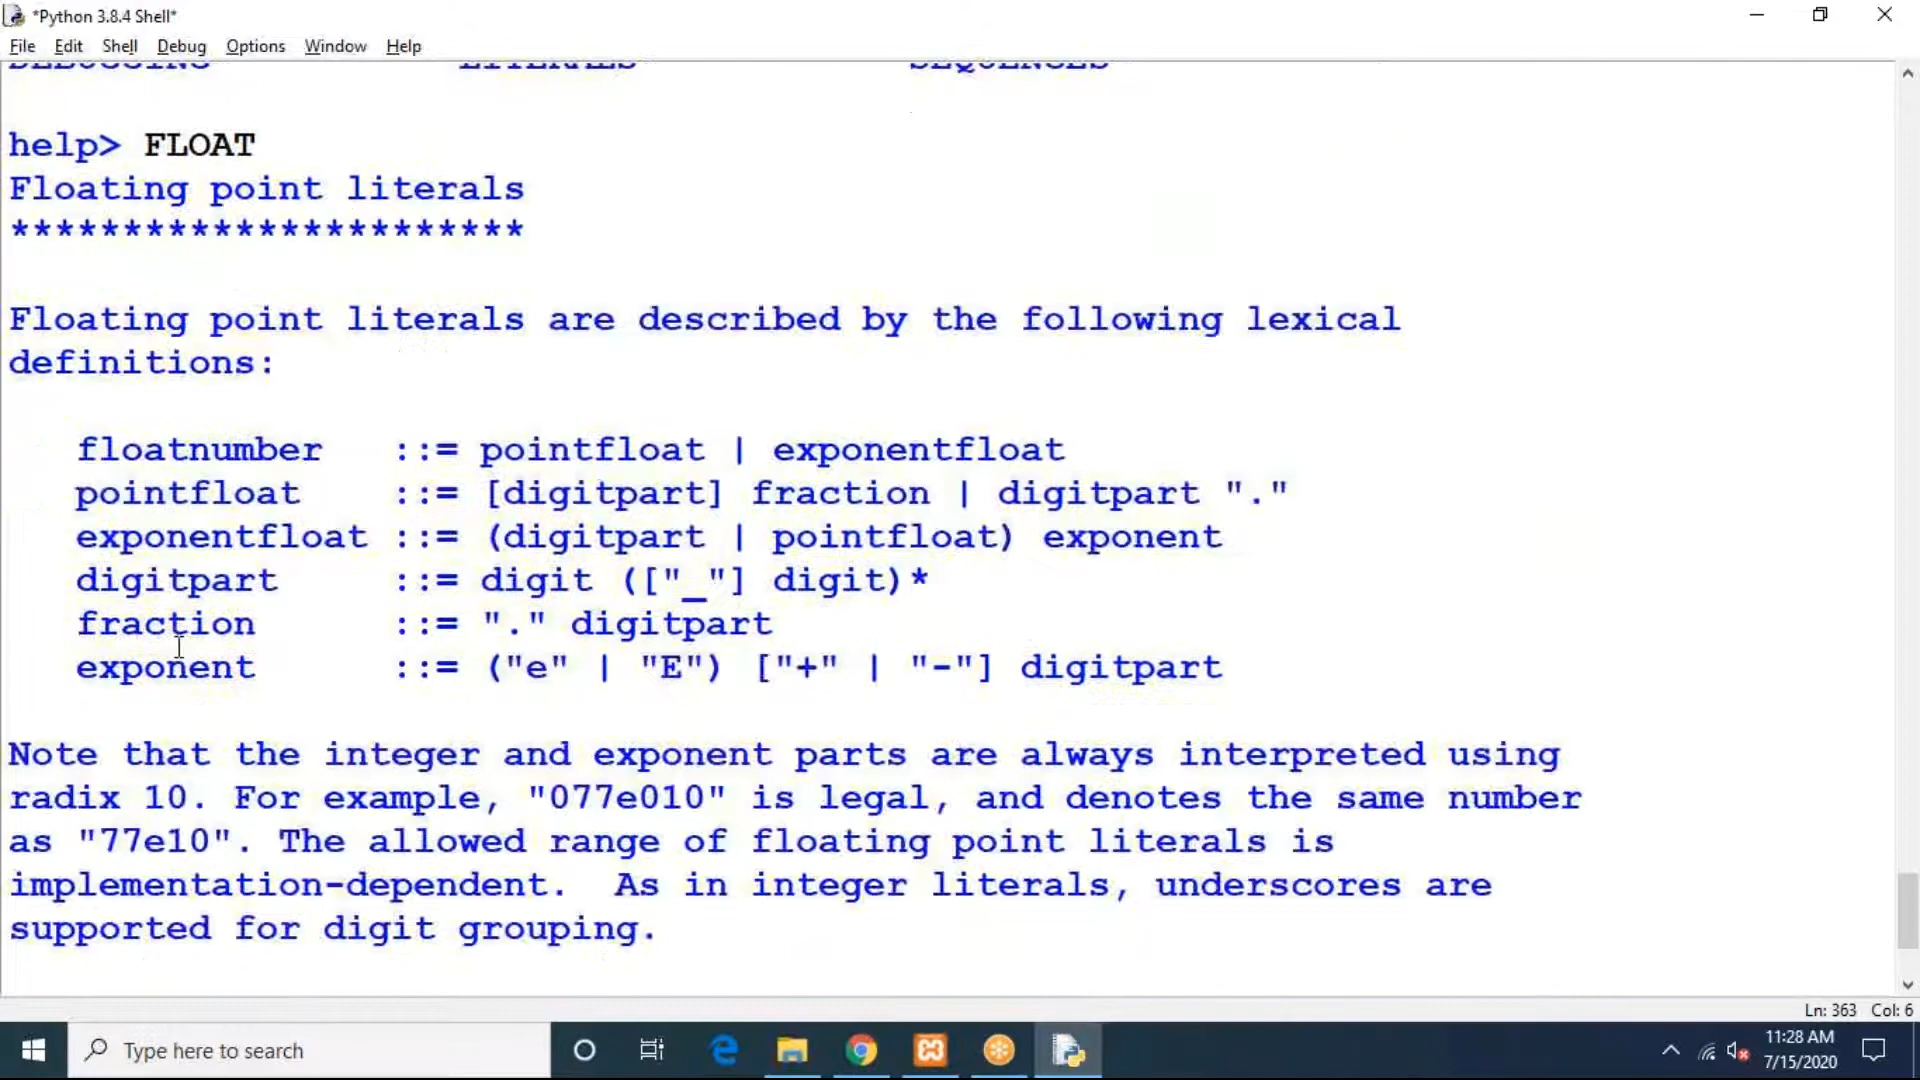 *Python 3.8.4 Shell*
File Edit Shell Debug Options Window Help
DEBUGGING LITERALS SEQUENCES
help> FLOAT
Floating point literals
***********************
Floating point literals are described by the following lexical
definitions:
floatnumber ::= pointfloat | exponentfloat
pointfloat ::= [digitpart] fraction | digitpart "."
exponentfloat ::= (digitpart | pointfloat) exponent
digitpart ::= digit (["_"] digit)*
fraction ::= "." digitpart
exponent ::= ("e" | "E") ["+" | "-"] digitpart
Note that the integer and exponent parts are always interpreted using
radix 10. For example, "077e010" is legal, and denotes the same number
as "77e10". The allowed range of floating point literals is
implementation-dependent.  As in integer literals, underscores are
supported for digit grouping.
Ln: 363 Col: 6
Type here to search
11:28 AM
7/15/2020